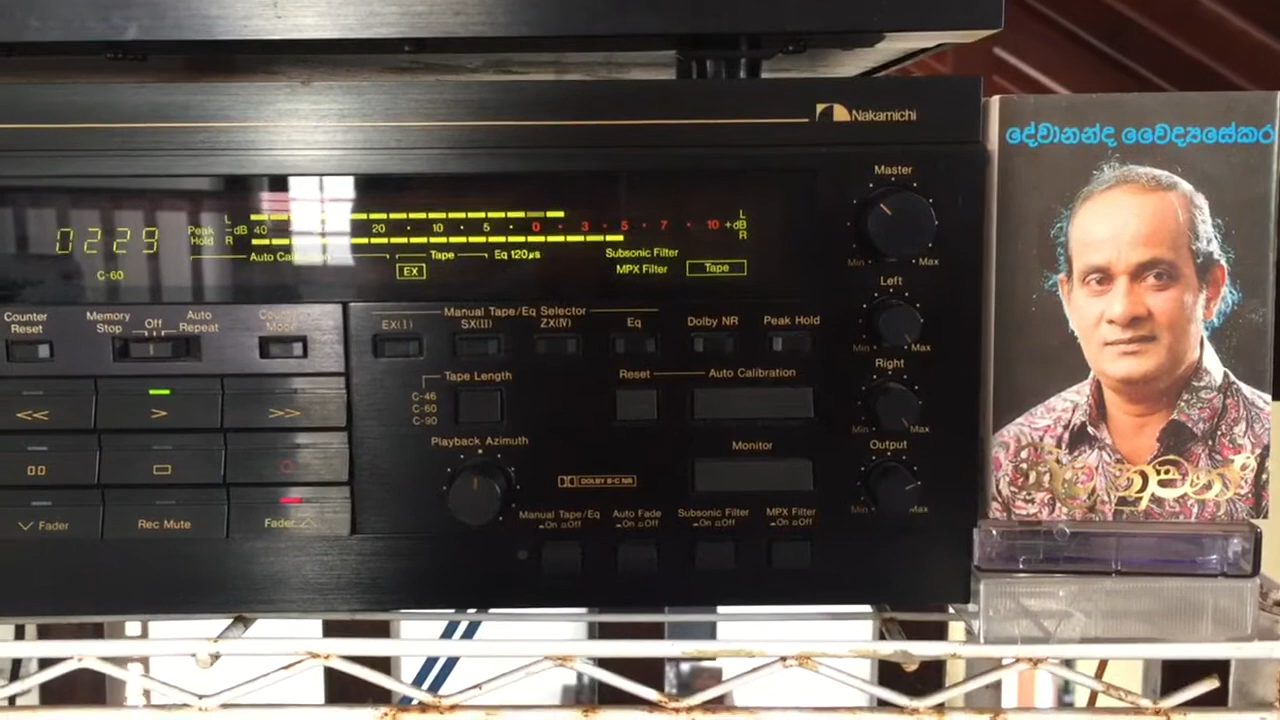 Nakamichi
දේවානන්ද වෛද්‍යසේකර
Master
Min Max
L
Peak Hold -dB 40 20 10 5 0 3 5 7 10 +dB
R
L
R
0229
C-60
Auto Calibration
Tape
EX
Eq 120µs
Subsonic Filter
MPX Filter
Tape
Left
Min Max
Counter Reset
Memory Stop
Off
Auto Repeat
Counter Mode
Manual Tape/Eq Selector
EX(I)
SX(II)
ZX(IV)
Eq
Dolby NR
Peak Hold
Right
Min Max
Tape Length
C-46
C-60
C-90
Reset
Auto Calibration
Playback Azimuth
Monitor
Output
Min Max
DOLBY B-C NR
Fader
Rec Mute
Fader
Manual Tape/Eq
On Off
Auto Fade
On Off
Subsonic Filter
On Off
MPX Filter
On Off
නුවන්